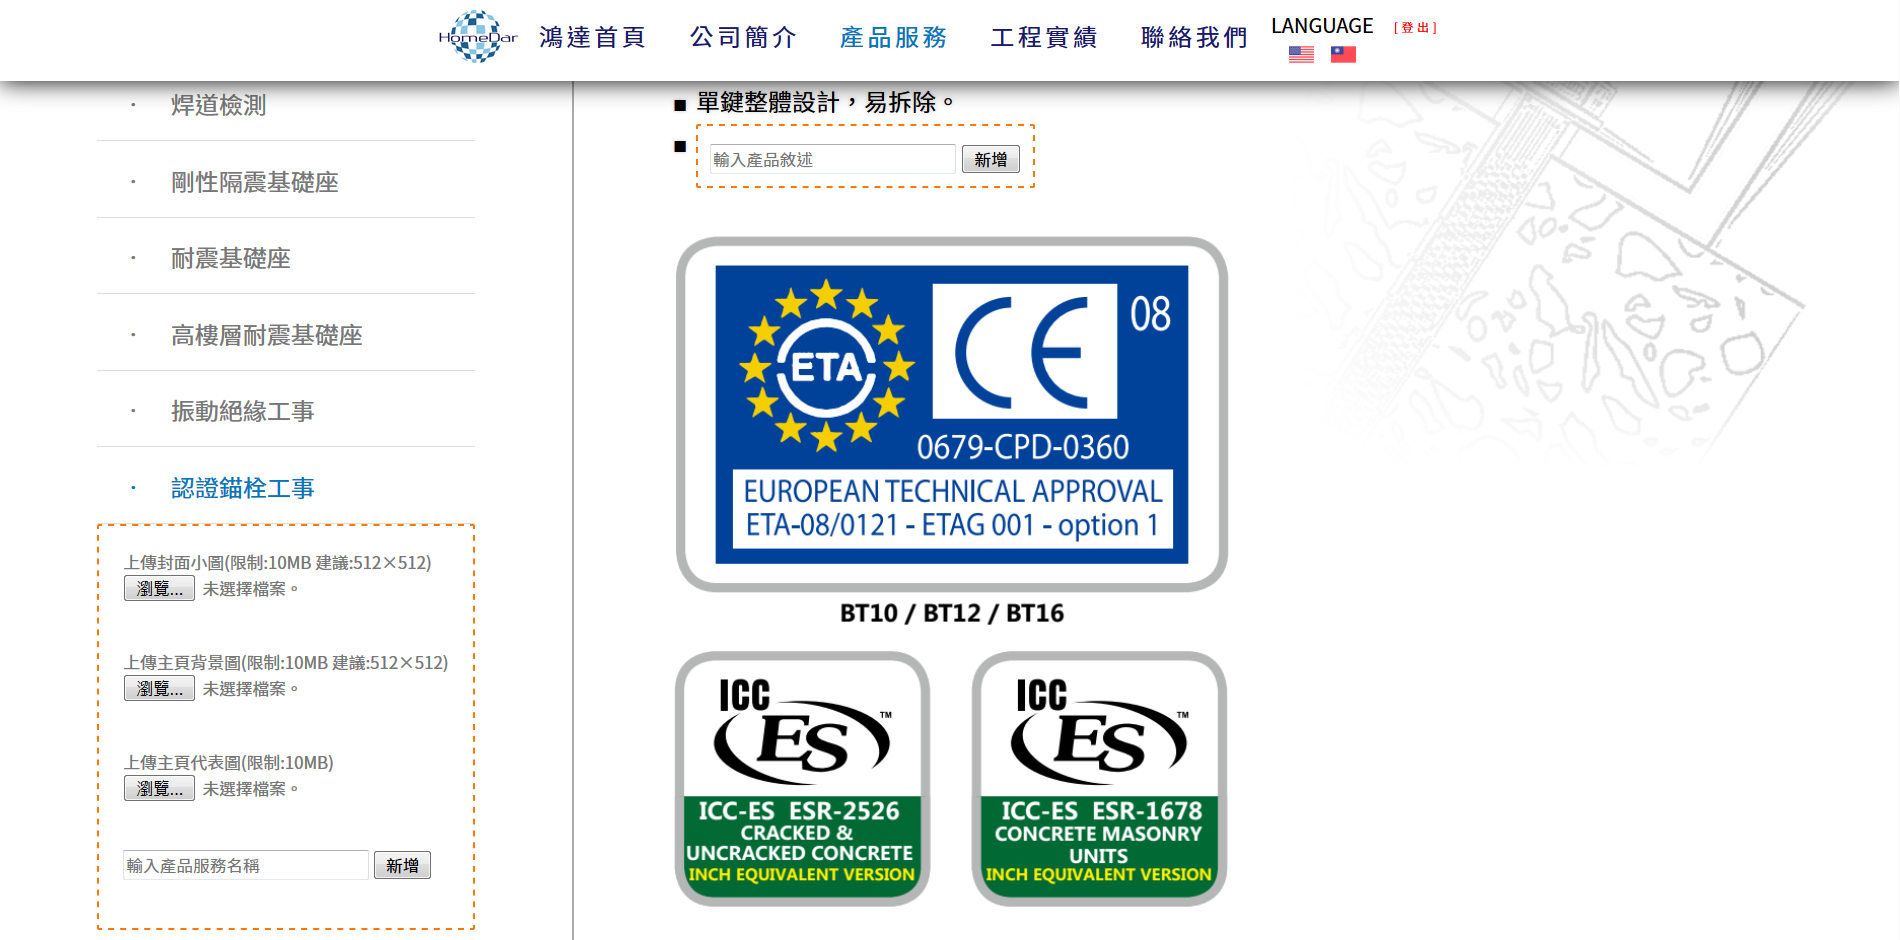 HomeDar
鴻達首頁
公司簡介
產品服務
工程實績
聯絡我們
LANGUAGE
[登出]
· 焊道檢測
· 剛性隔震基礎座
· 耐震基礎座
· 高樓層耐震基礎座
· 振動絕緣工事
· 認證錨栓工事
上傳封面小圖(限制:10MB 建議:512×512)
瀏覽... 未選擇檔案。
上傳主頁背景圖(限制:10MB 建議:512×512)
瀏覽... 未選擇檔案。
上傳主頁代表圖(限制:10MB)
瀏覽... 未選擇檔案。
輸入產品服務名稱 新增
■ 單鍵整體設計，易拆除。
■ 輸入產品敘述 新增
ETA
CE
08
0679-CPD-0360
EUROPEAN TECHNICAL APPROVAL
ETA-08/0121 - ETAG 001 - option 1
BT10 / BT12 / BT16
ICC
ES™
ICC-ES ESR-2526
CRACKED &
UNCRACKED CONCRETE
INCH EQUIVALENT VERSION
ICC
ES™
ICC-ES ESR-1678
CONCRETE MASONRY
UNITS
INCH EQUIVALENT VERSION